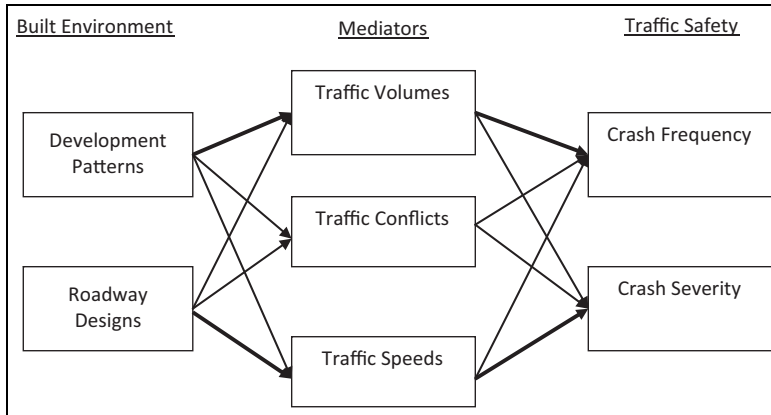 Built Environment
Mediators
Traffic Safety
Traffic Volumes
Development
Patterns
Crash Frequency
Traffic Conflicts
Roadway
Designs
Crash Severity
Traffic Speeds